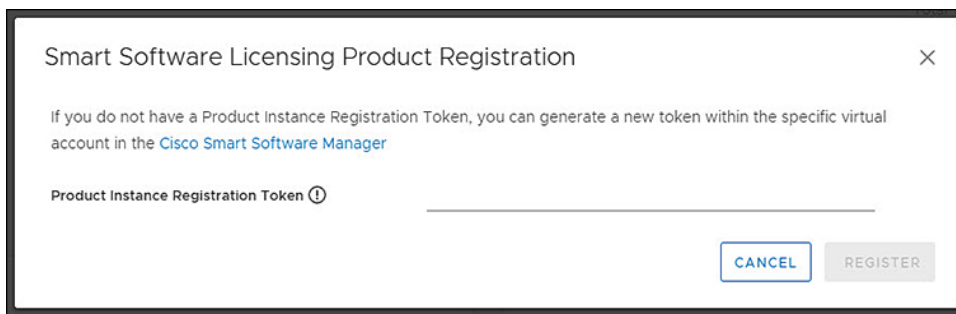 Smart Software Licensing Product Registration
If you do not have a Product Instance Registration Token, you can generate a new token within the specific virtual
account in the Cisco Smart Software Manager
Product Instance Registration Token
CANCEL
REGISTER